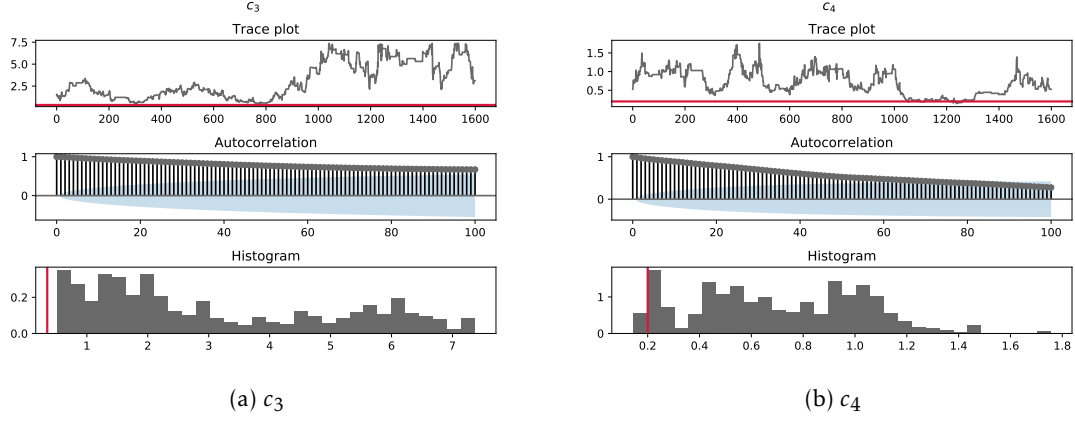 c3
Trace plot
7.5
5.0
2.5
0 200 400 600 800 1000 1200 1400 1600
Autocorrelation
1
0
0 20 40 60 80 100
Histogram
0.2
0.0
1 2 3 4 5 6 7
(a) c3
c4
Trace plot
1.5
1.0
0.5
0 200 400 600 800 1000 1200 1400 1600
Autocorrelation
1
0
0 20 40 60 80 100
Histogram
1
0
0.2 0.4 0.6 0.8 1.0 1.2 1.4 1.6 1.8
(b) c4